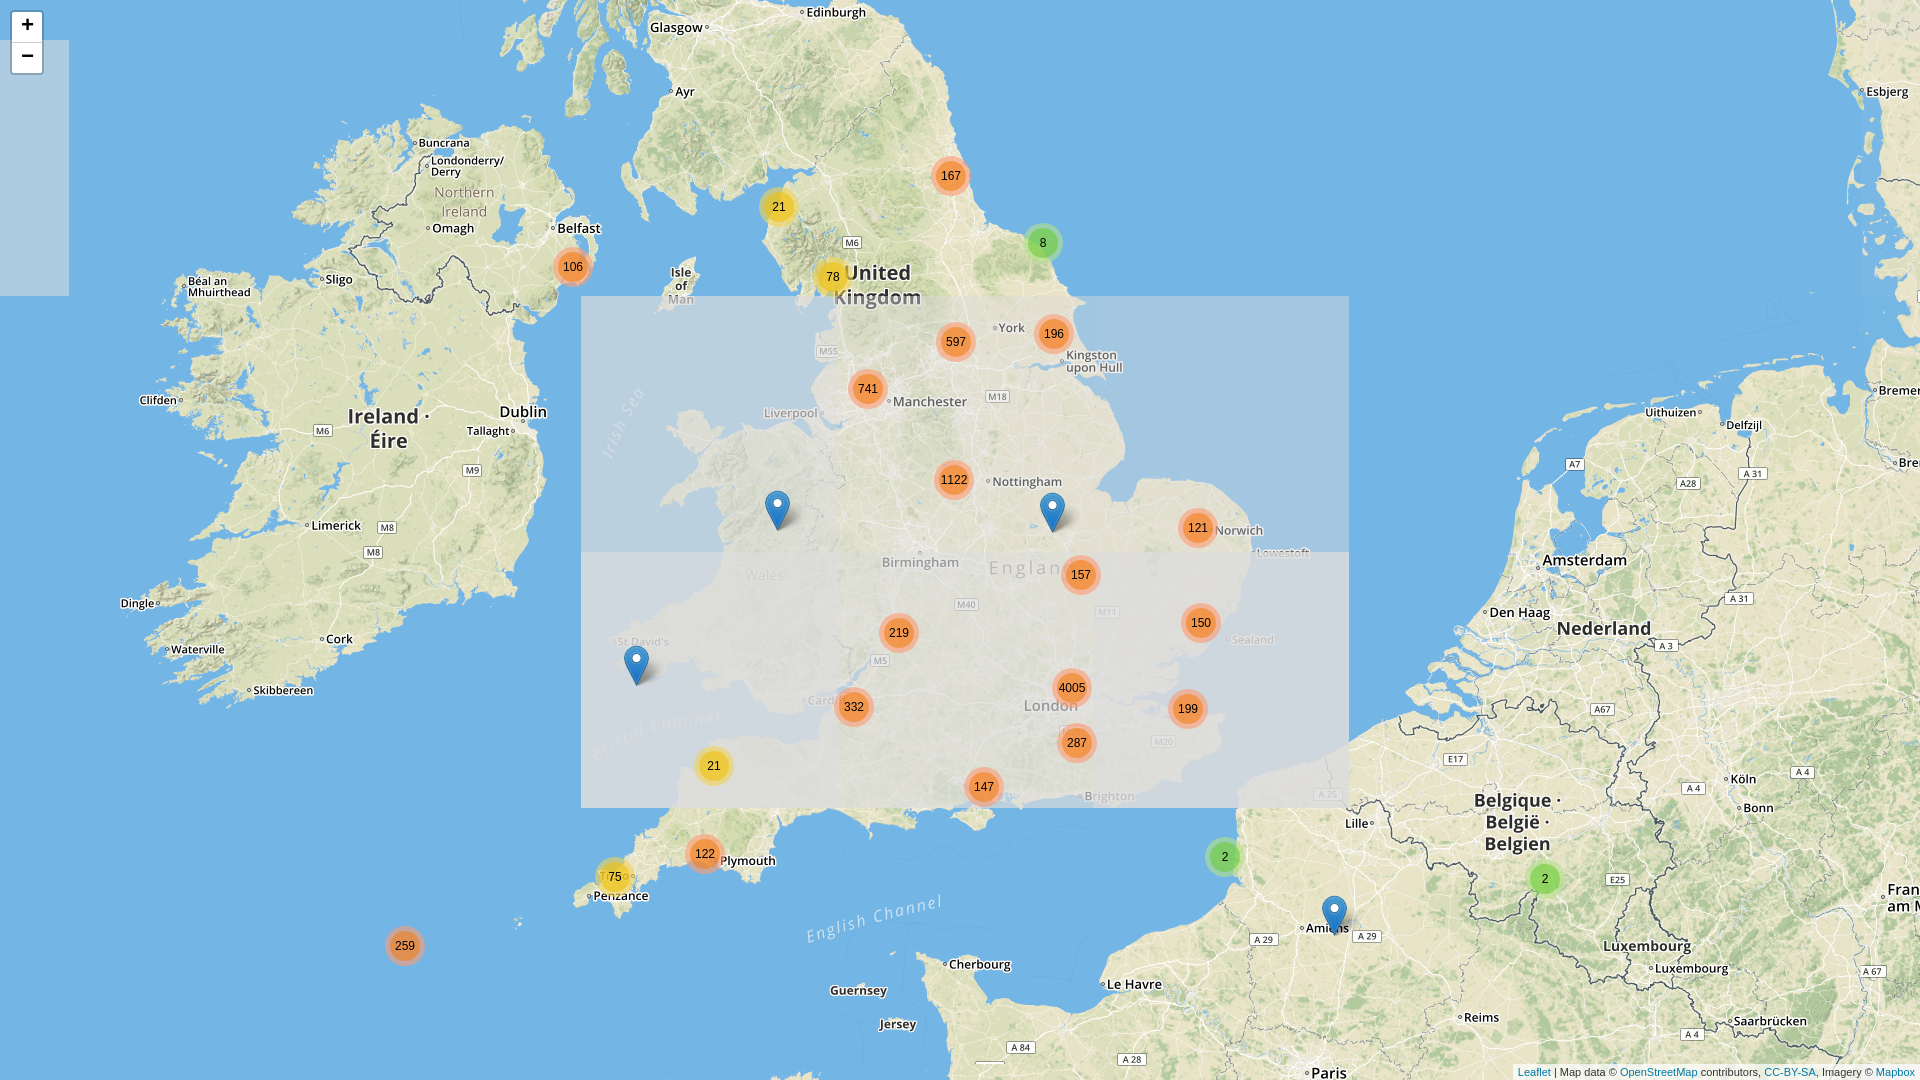 +
−
Edinburgh
Glasgow
Ayr
Esbjerg
Buncrana
Londonderry/
Derry
167
Northern
Ireland
21
Omagh
Belfast
M6
8
106
78
United
Kingdom
Isle
of
Man
Sligo
Béal an
Mhuirthead
597
York
196
M55
Kingston
upon Hull
741
Manchester
M18
Irish Sea
Liverpool
Clifden
Ireland ·
Éire
Dublin
Tallaght
M6
M9
Uithuizen
Delfzijl
A7
A 31
A28
1122
Nottingham
Limerick
M8
M8
121
Norwich
Lowestoft
Birmingham
Wales
157
Amsterdam
M40
M11
A 31
Dingle
Den Haag
Nederland
219
150
Sealand
Cork
Waterville
St David's
A 3
M5
Skibbereen
4005
London
332
199
A67
Bristol Channel
287
M20
E17
21
147
Brighton
A 25
Köln
A 4
A 4
Bonn
Belgique ·
België ·
Belgien
Lille
122
Plymouth
2
75
2
E25
Penzance
English Channel
Amiens
A 29
A 29
259
Luxembourg
Luxembourg
A 67
Cherbourg
Le Havre
Guernsey
Jersey
Reims
Saarbrücken
A 4
A 84
A 28
Paris
Leaflet | Map data © OpenStreetMap contributors, CC-BY-SA, Imagery © Mapbox